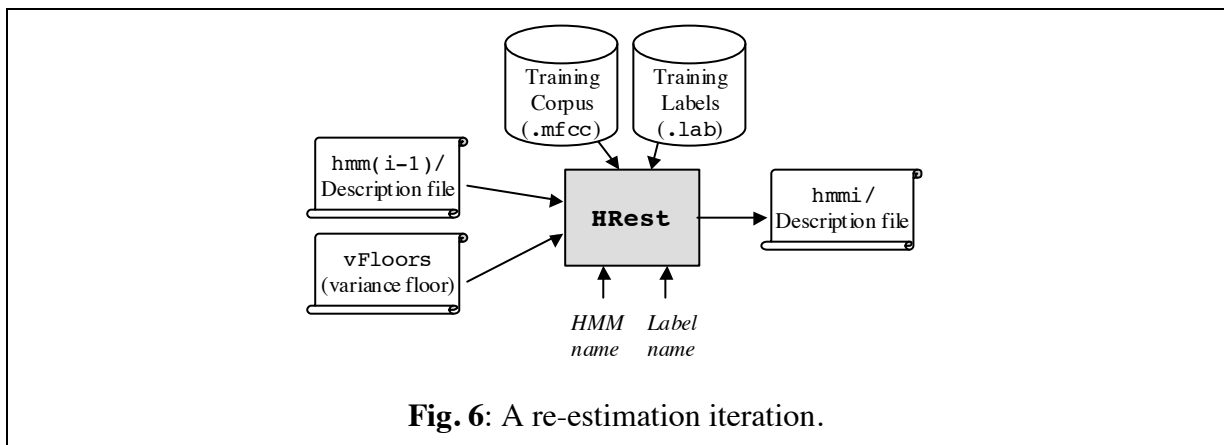 Training
Corpus
(.mfcc)
Training
Labels
(.lab)
hmm(i-1)/
Description file
vFloors
(variance floor)
HRest
hmmi/
Description file
HMM
name
Label
name
Fig. 6: A re-estimation iteration.